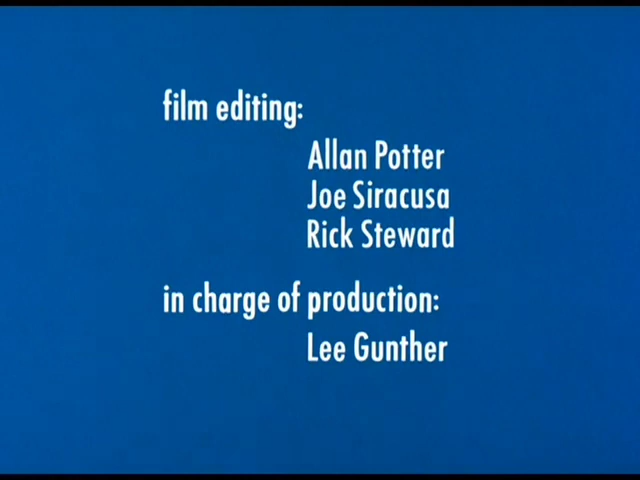 film editing:
Allan Potter
Joe Siracusa
Rick Steward
in charge of production:
Lee Gunther